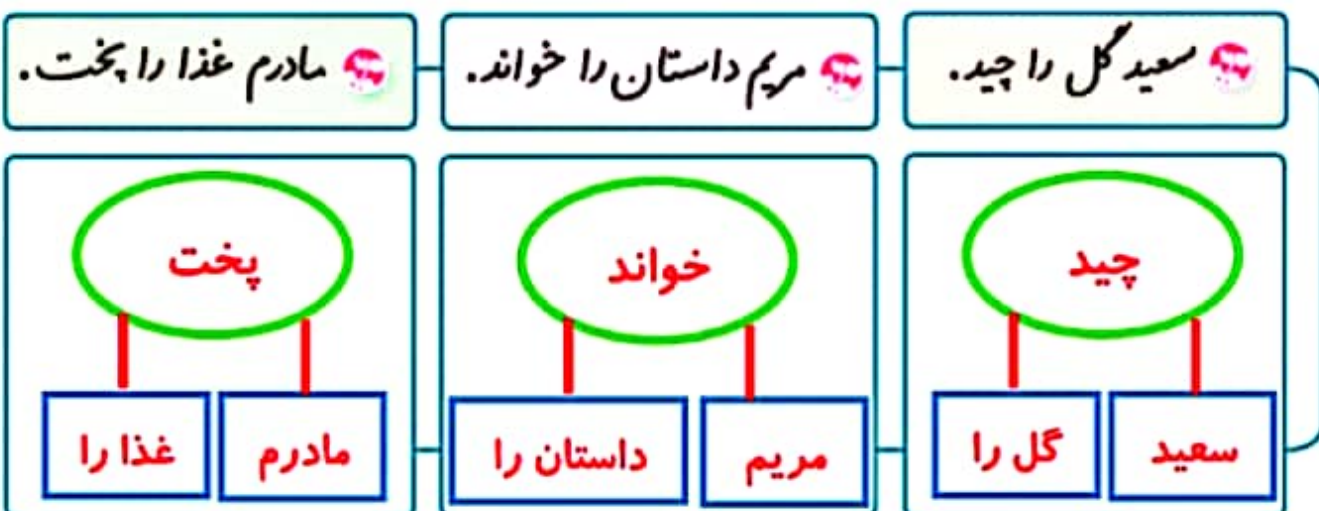 سعید گل را چید.
مریم داستان را خواند.
مادرم غذا را پخت.
چید
خواند
پخت
سعید
گل را
مریم
داستان را
مادرم
غذا را